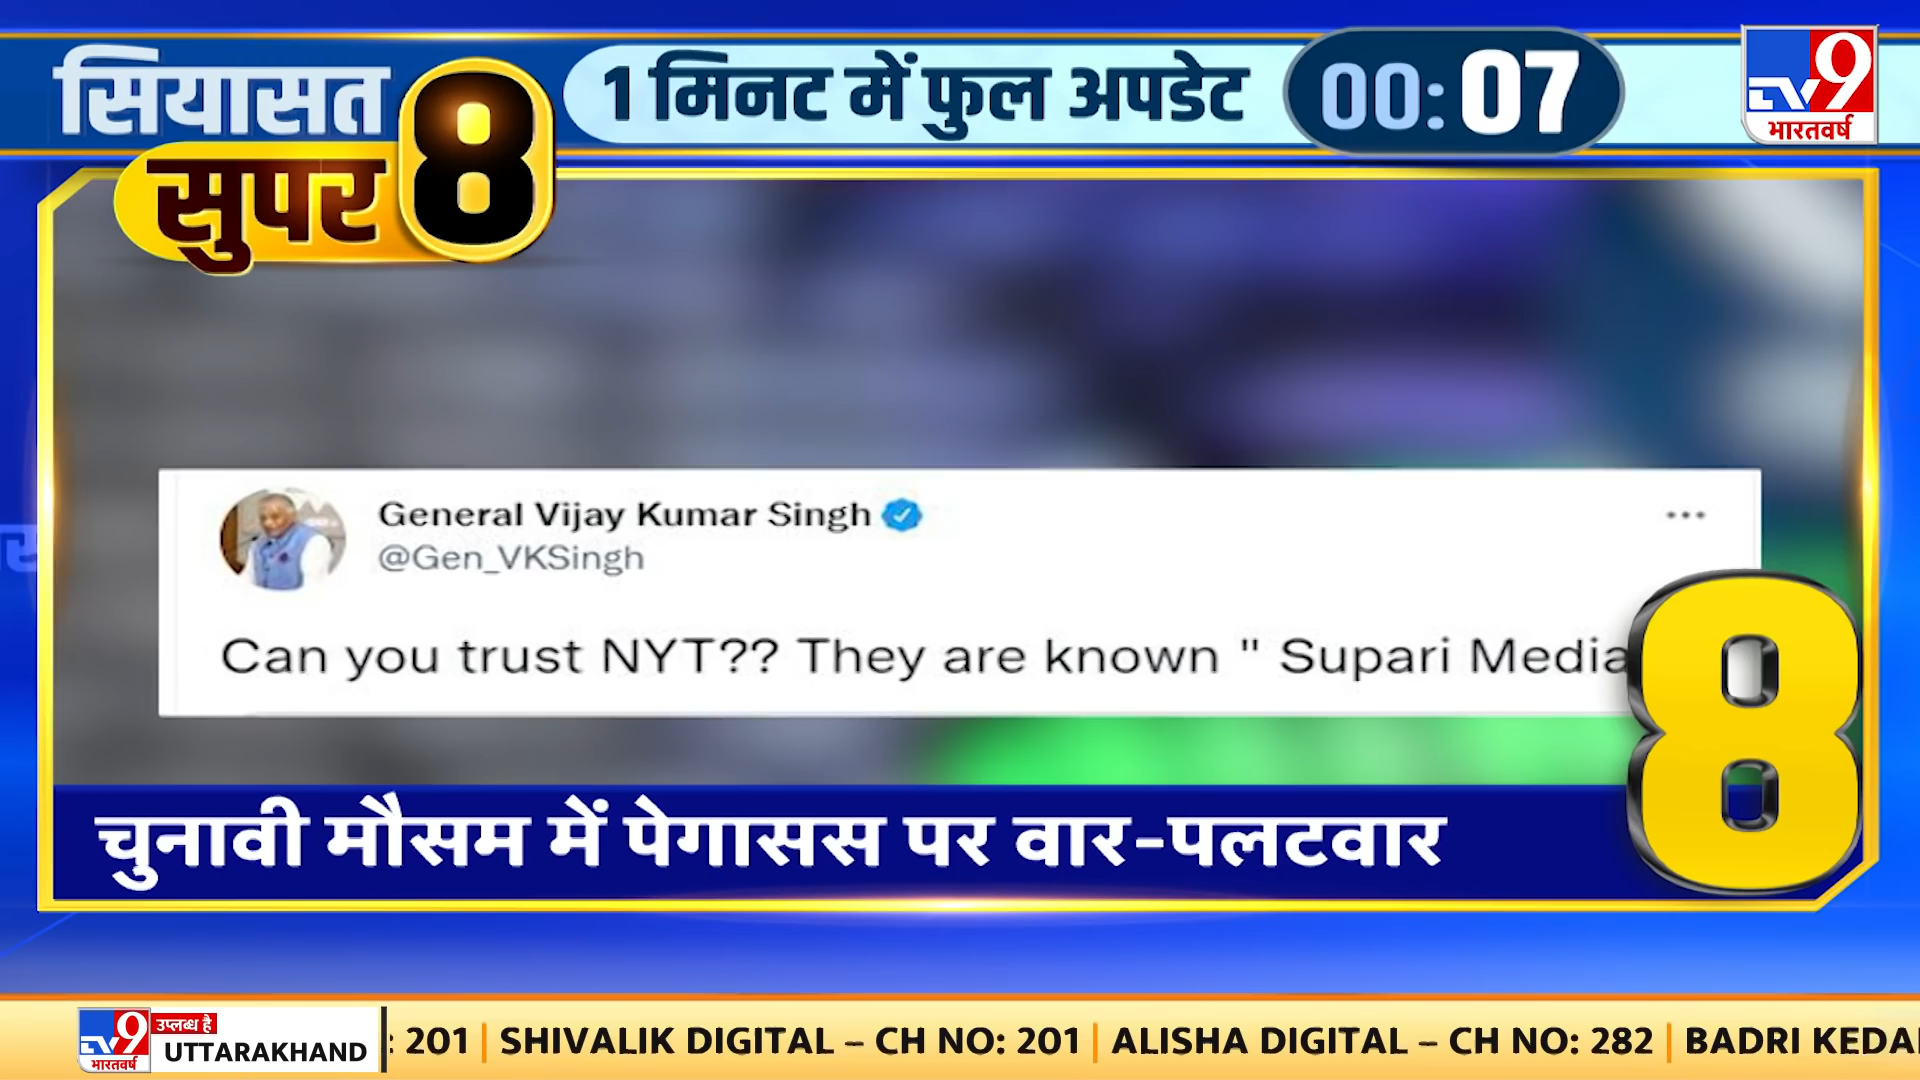 सियासत
सुपर 8
1 मिनट में फुल अपडेट
00:07
TV9
भारतवर्ष
General Vijay Kumar Singh
@Gen_VKSingh
Can you trust NYT?? They are known " Supari Media
8
चुनावी मौसम में पेगासस पर वार-पलटवार
TV9
भारतवर्ष
उप्लब्ध है
UTTARAKHAND
: 201 | SHIVALIK DIGITAL – CH NO: 201 | ALISHA DIGITAL – CH NO: 282 | BADRI KEDA